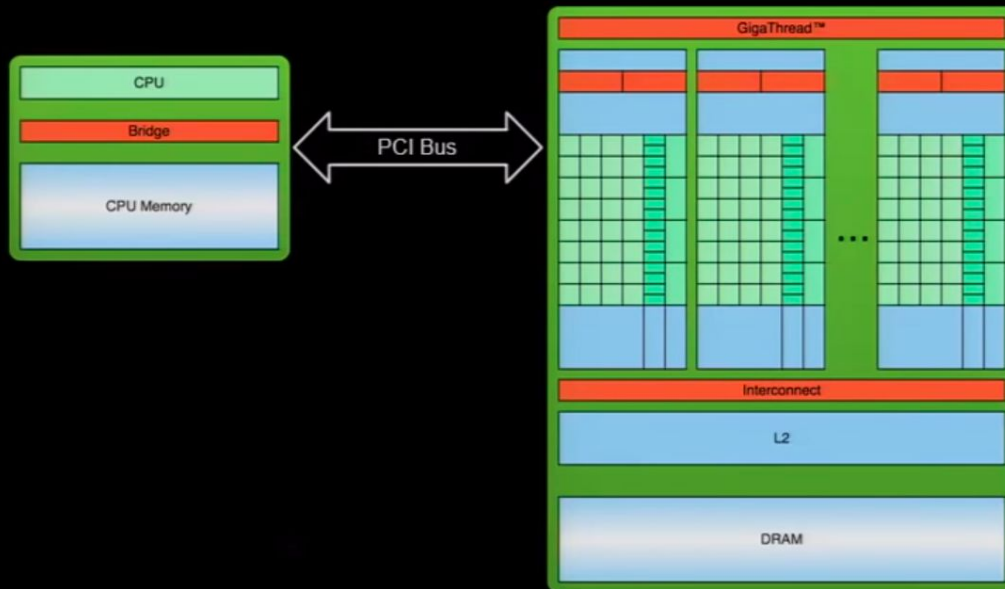 GigaThread™
CPU
Bridge
CPU Memory
PCI Bus
...
Interconnect
L2
DRAM